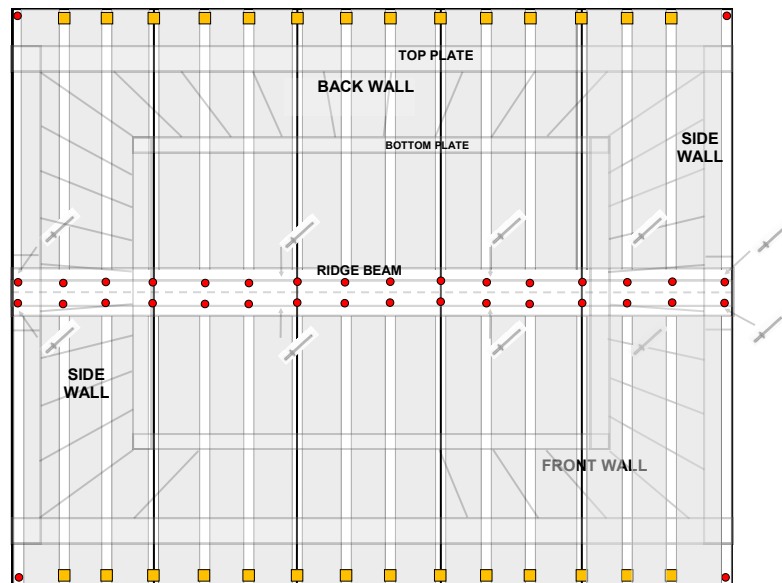 TOP PLATE
BACK WALL
BOTTOM PLATE
SIDE
WALL
RIDGE BEAM
SIDE
WALL
FRONT WALL